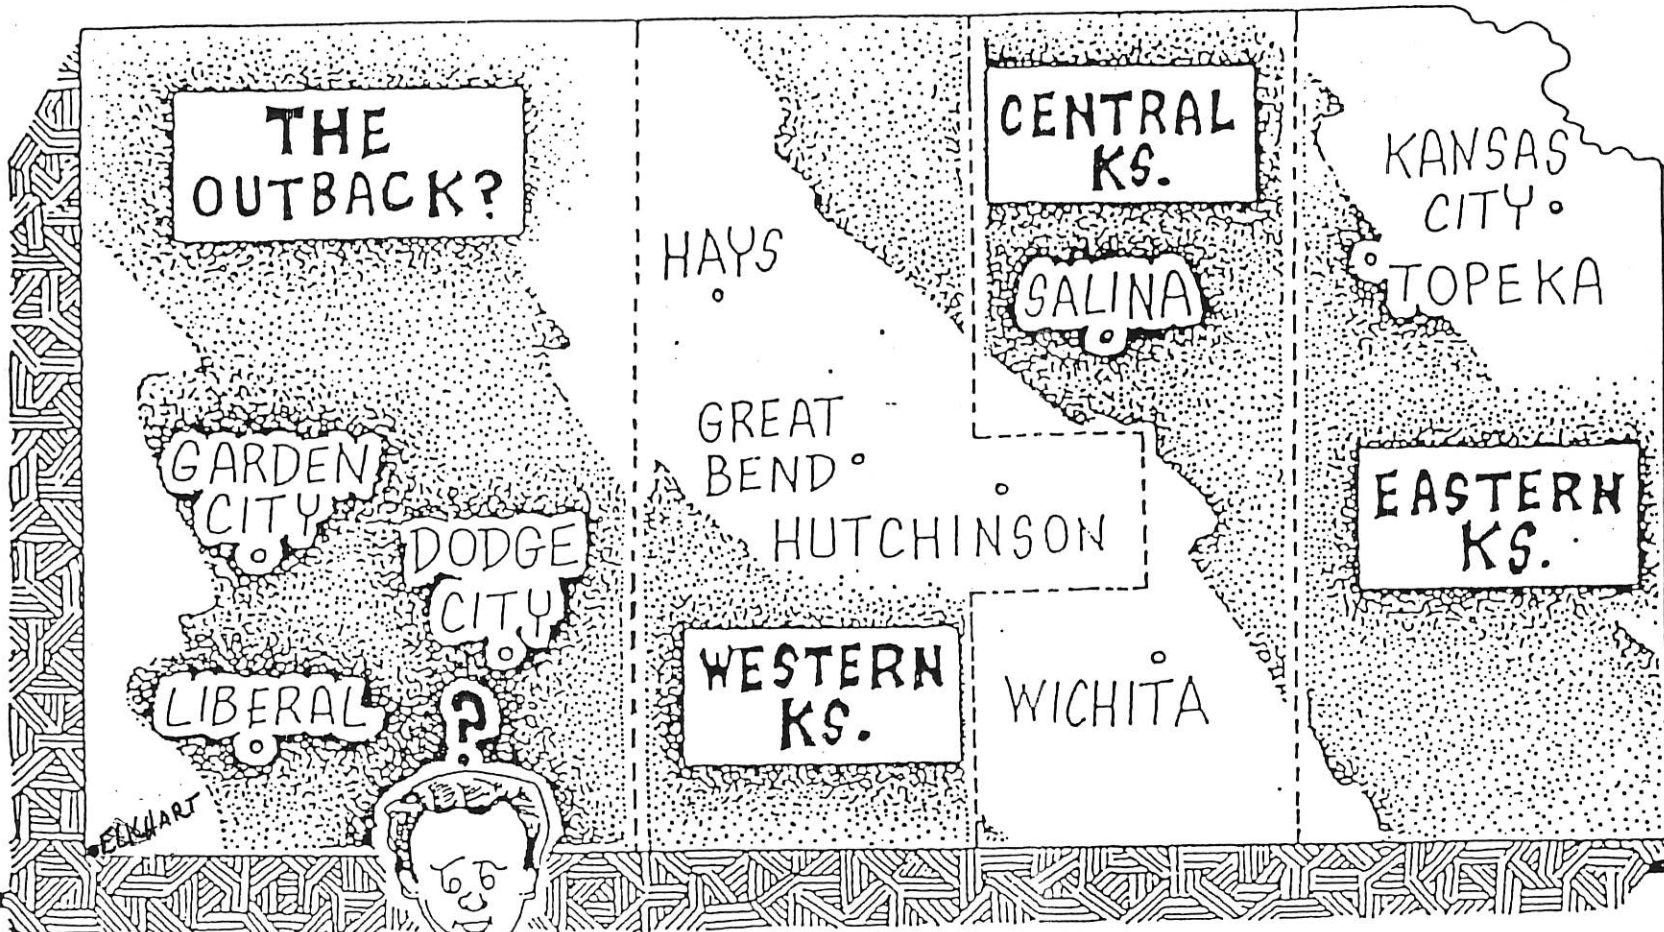 THE
OUTBACK?
CENTRAL
KS.
KANSAS
CITY
TOPEKA
HAYS
SALINA
GREAT
BEND
GARDEN
CITY
HUTCHINSON
DODGE
CITY
EASTERN
KS.
WESTERN
KS.
WICHITA
LIBERAL
?
ELKHART